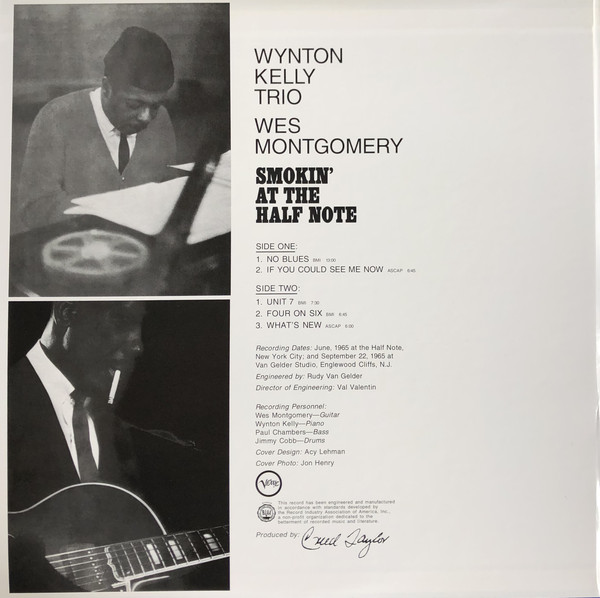 WYNTON
KELLY
TRIO
WES
MONTGOMERY
SMOKIN'
AT THE
HALF NOTE
SIDE ONE:
1. NO BLUES BMI 13:00
2. IF YOU COULD SEE ME NOW ASCAP 8:45
SIDE TWO:
1. UNIT 7 BMI 7:30
2. FOUR ON SIX BMI 6:45
3. WHAT'S NEW ASCAP 6:00
Recording Dates: June, 1965 at the Half Note,
New York City; and September 22, 1965 at
Van Gelder Studio, Englewood Cliffs, N.J.
Engineered by: Rudy Van Gelder
Director of Engineering: Val Valentin
Recording Personnel:
Wes Montgomery—Guitar
Wynton Kelly—Piano
Paul Chambers—Bass
Jimmy Cobb—Drums
Cover Design: Acy Lehman
Cover Photo: Jon Henry
Verve
This record has been engineered and manufactured
in accordance with standards developed by
the Record Industry Association of America, Inc.,
a non-profit organization dedicated to the
betterment of recorded music and literature.
Produced by: Creed Taylor